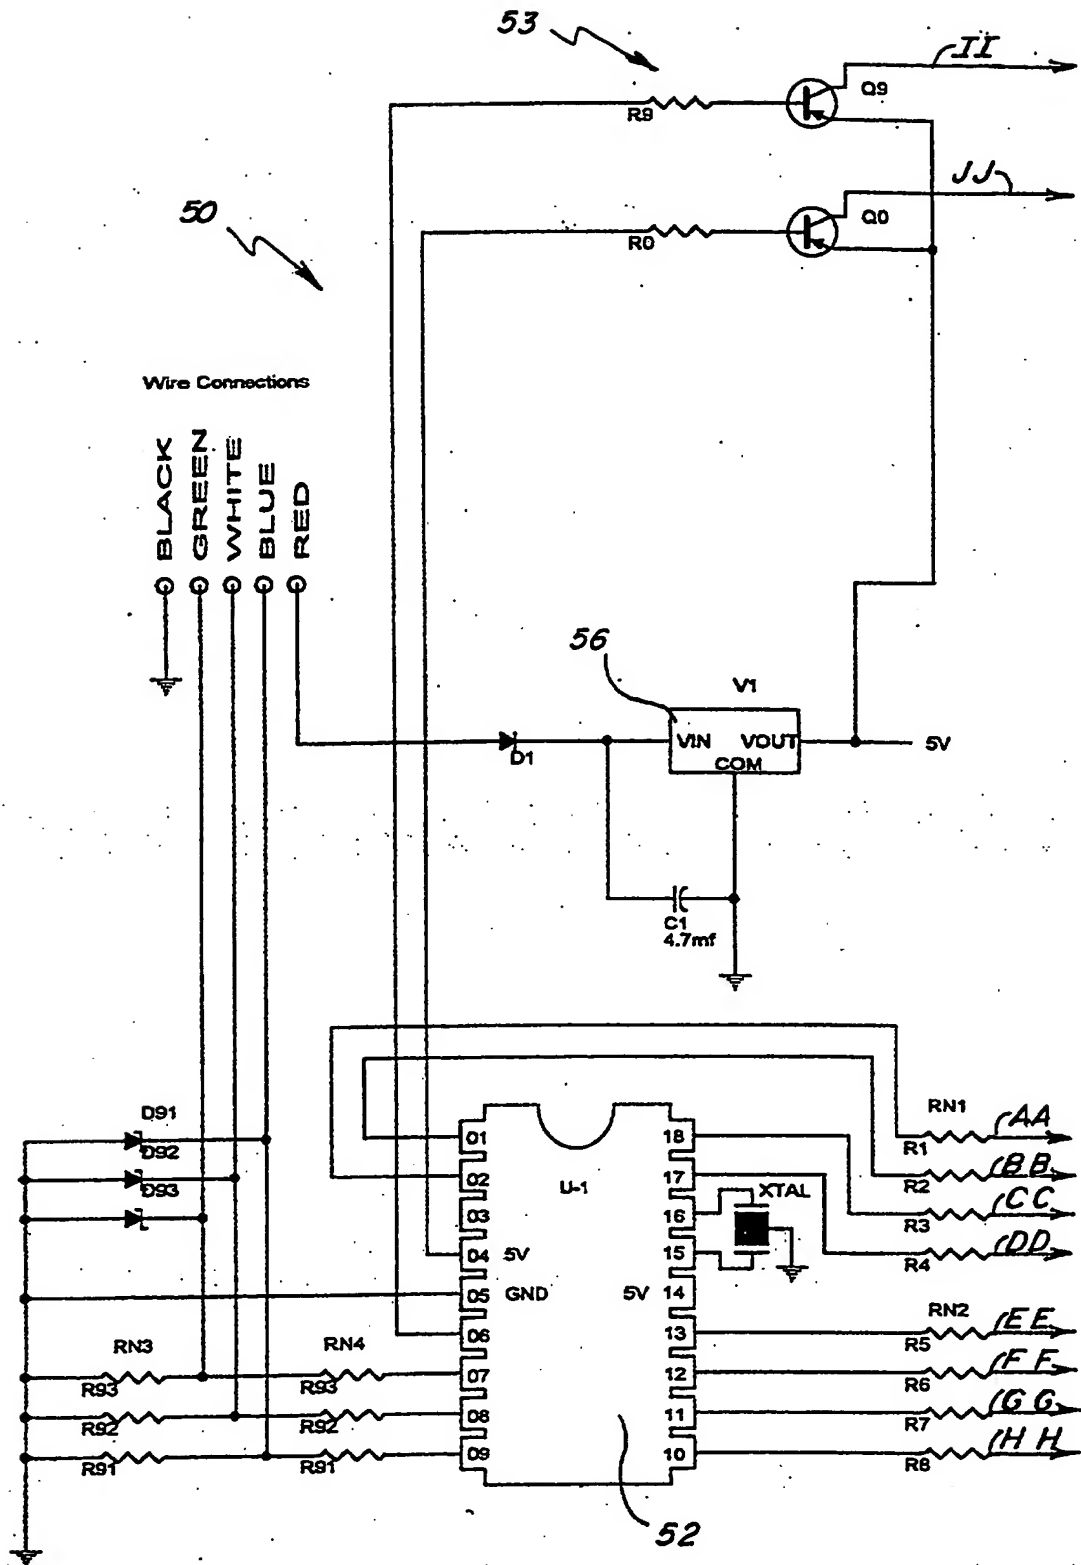 53
II
Q9
R9
JJ
50
Q0
R0
Wire Connections
BLACK
GREEN
WHITE
BLUE
RED
56
V1
VIN VOUT
COM
5V
D1
C1
4.7mf
D91
D92
D93
RN1
AA
R1
BB
R2
CC
R3
DD
R4
01 18
02 17
U-1
XTAL
03 16
04 5V 15
05 GND 5V 14
06 13
RN2
EE
R5
RN3 RN4
07 12
R93 R93
FF
R6
08 11
R92 R92
GG
R7
09 10
R91 R91
HH
R8
52